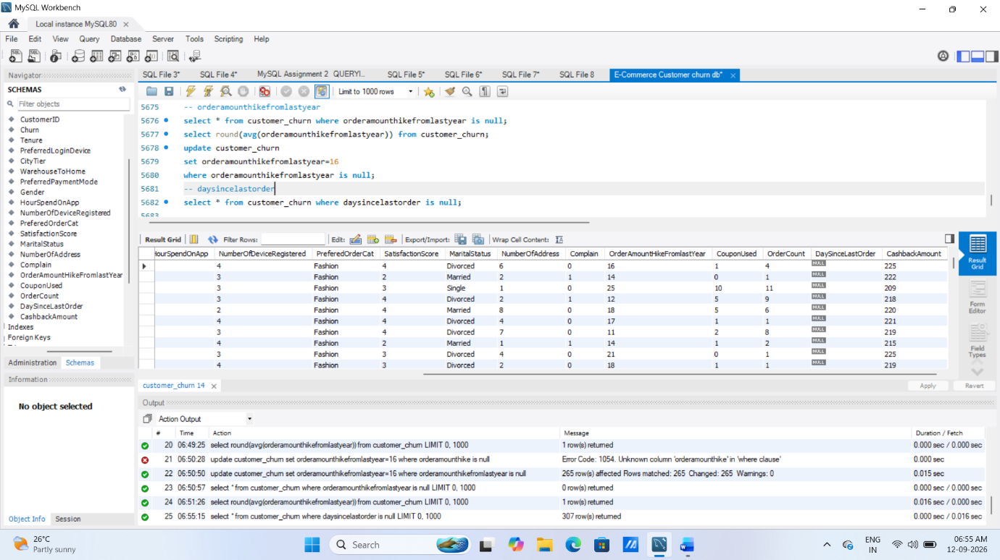 MySQL Workbench
Local instance MySQL80
File Edit View Query Database Server Tools Scripting Help
Navigator
SCHEMAS
Filter objects
CustomerID
Churn
Tenure
PreferredLoginDevice
CityTier
WarehouseToHome
PreferredPaymentMode
Gender
HourSpendOnApp
NumberOfDeviceRegistered
PreferedOrderCat
SatisfactionScore
MaritalStatus
NumberOfAddress
Complain
OrderAmountHikeFromlastYear
CouponUsed
OrderCount
DaySinceLastOrder
CashbackAmount
Indexes
Foreign Keys
Administration Schemas
Information
No object selected
Object Info Session
SQL File 3* SQL File 4* MySQL Assignment 2 QUERYI... SQL File 5* SQL File 6* SQL File 7* SQL File 8 E-Commerce Customer churn db*
Limit to 1000 rows
5675 -- orderamounthikefromlastyear
5676 select * from customer_churn where orderamounthikefromlastyear is null;
5677 select round(avg(orderamounthikefromlastyear)) from customer_churn;
5678 update customer_churn
5679 set orderamounthikefromlastyear=16
5680 where orderamounthikefromlastyear is null;
5681 -- daysincelastorder
5682 select * from customer_churn where daysincelastorder is null;
5683
Result Grid Filter Rows: Edit: Export/Import: Wrap Cell Content:
HourSpendOnApp NumberOfDeviceRegistered PreferedOrderCat SatisfactionScore MaritalStatus NumberOfAddress Complain OrderAmountHikeFromlastYear CouponUsed OrderCount DaySinceLastOrder CashbackAmount
4 Fashion 4 Divorced 6 0 16 1 4 NULL 225
3 Fashion 2 Married 2 1 14 0 1 NULL 222
3 Fashion 3 Single 1 0 25 10 11 NULL 209
3 Fashion 4 Divorced 2 1 12 5 9 NULL 218
2 Fashion 4 Married 8 0 18 5 6 NULL 220
4 Fashion 4 Divorced 4 0 17 1 1 NULL 221
3 Fashion 4 Divorced 7 0 11 2 8 NULL 219
4 Fashion 2 Married 1 1 14 1 2 NULL 215
3 Fashion 3 Divorced 4 0 21 0 1 NULL 225
4 Fashion 4 Divorced 2 0 18 1 1 NULL 219
Result Grid
Form Editor
Field Types
customer_churn 14
Apply Revert
Output
Action Output
# Time Action Message Duration / Fetch
20 06:49:25 select round(avg(orderamounthikefromlastyear)) from customer_churn LIMIT 0, 1000 1 row(s) returned 0.000 sec / 0.000 sec
21 06:50:28 update customer_churn set orderamounthikefromlastyear=16 where orderamounthike is null Error Code: 1054. Unknown column 'orderamounthike' in 'where clause' 0.000 sec
22 06:50:50 update customer_churn set orderamounthikefromlastyear=16 where orderamounthikefromlastyear is null 265 row(s) affected Rows matched: 265 Changed: 265 Warnings: 0 0.015 sec
23 06:50:57 select * from customer_churn where orderamounthikefromlastyear is null LIMIT 0, 1000 0 row(s) returned 0.000 sec / 0.000 sec
24 06:51:26 select round(avg(orderamounthikefromlastyear)) from customer_churn LIMIT 0, 1000 1 row(s) returned 0.016 sec / 0.000 sec
25 06:55:15 select * from customer_churn where daysincelastorder is null LIMIT 0, 1000 307 row(s) returned 0.000 sec / 0.016 sec
26°C
Partly sunny
Search
ENG
IN
06:55 AM
12-09-2026